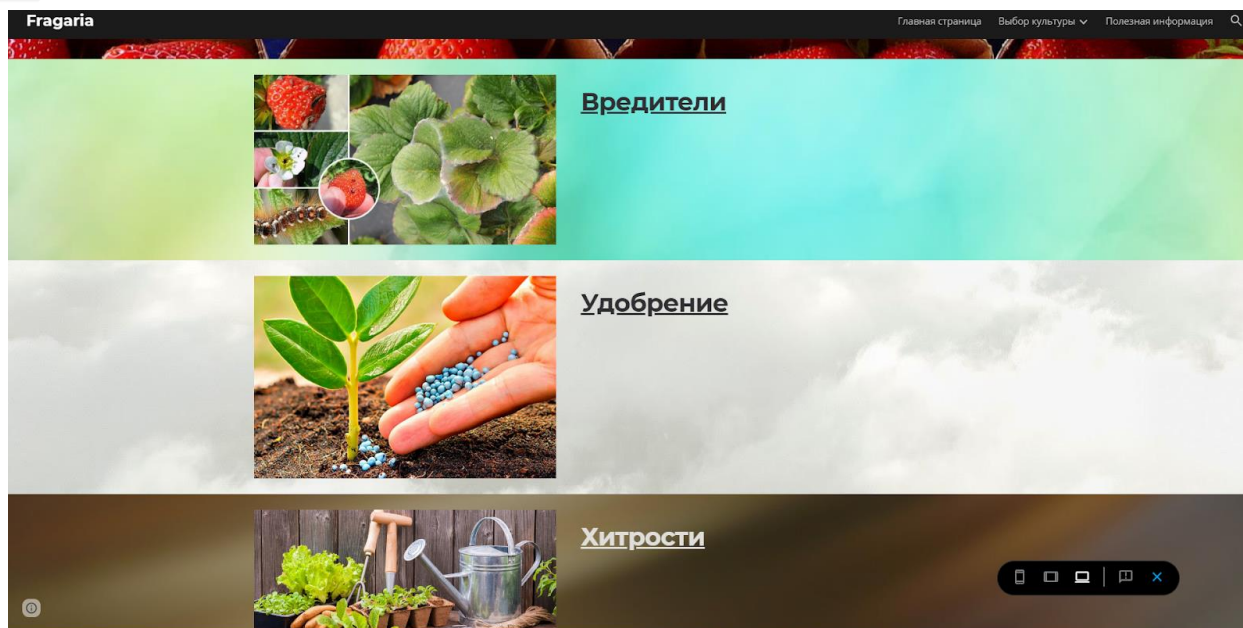 Fragaria
Главная страница Выбор культуры Полезная информация
Вредители
Удобрение
Хитрости